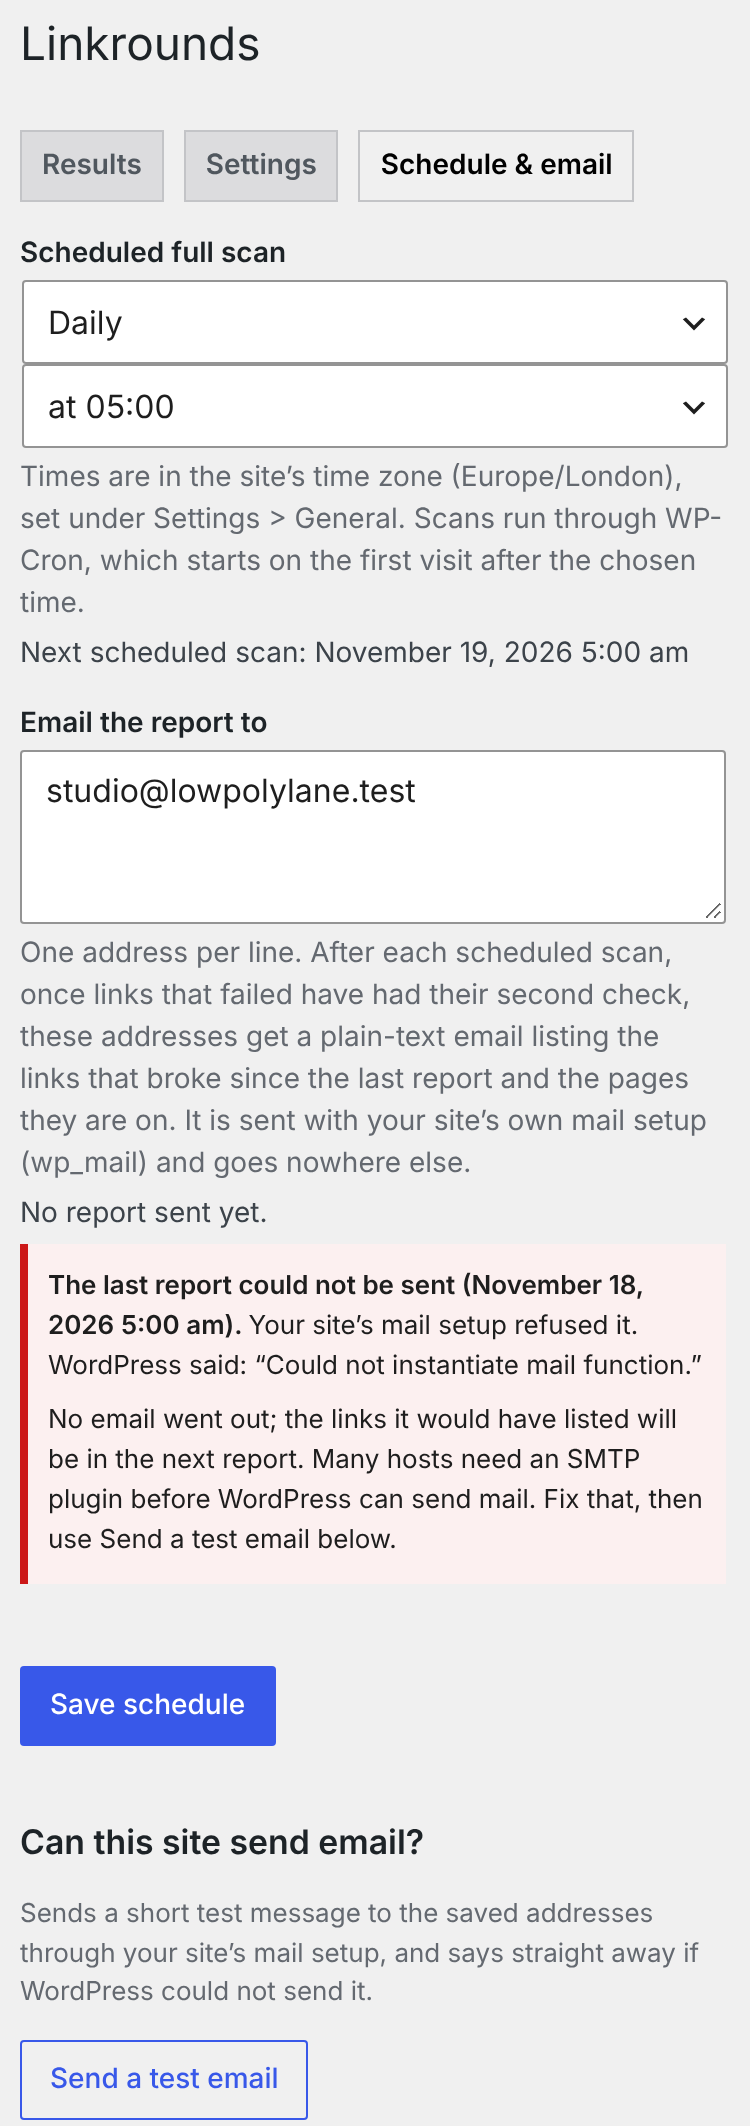 Linkrounds
Results
Settings
Schedule & email
Scheduled full scan
Daily
at 05:00
Times are in the site’s time zone (Europe/London),
set under Settings > General. Scans run through WP-
Cron, which starts on the first visit after the chosen
time.
Next scheduled scan: November 19, 2026 5:00 am
Email the report to
studio@lowpolylane.test
One address per line. After each scheduled scan,
once links that failed have had their second check,
these addresses get a plain-text email listing the
links that broke since the last report and the pages
they are on. It is sent with your site’s own mail setup
(wp_mail) and goes nowhere else.
No report sent yet.
The last report could not be sent (November 18,
2026 5:00 am). Your site’s mail setup refused it.
WordPress said: “Could not instantiate mail function.”
No email went out; the links it would have listed will
be in the next report. Many hosts need an SMTP
plugin before WordPress can send mail. Fix that, then
use Send a test email below.
Save schedule
Can this site send email?
Sends a short test message to the saved addresses
through your site’s mail setup, and says straight away if
WordPress could not send it.
Send a test email